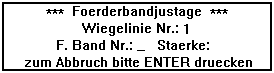 *** Foerderbandjustage ***
Wiegelinie Nr.: 1
F. Band Nr.: _ Staerke:
zum Abbruch bitte ENTER druecken